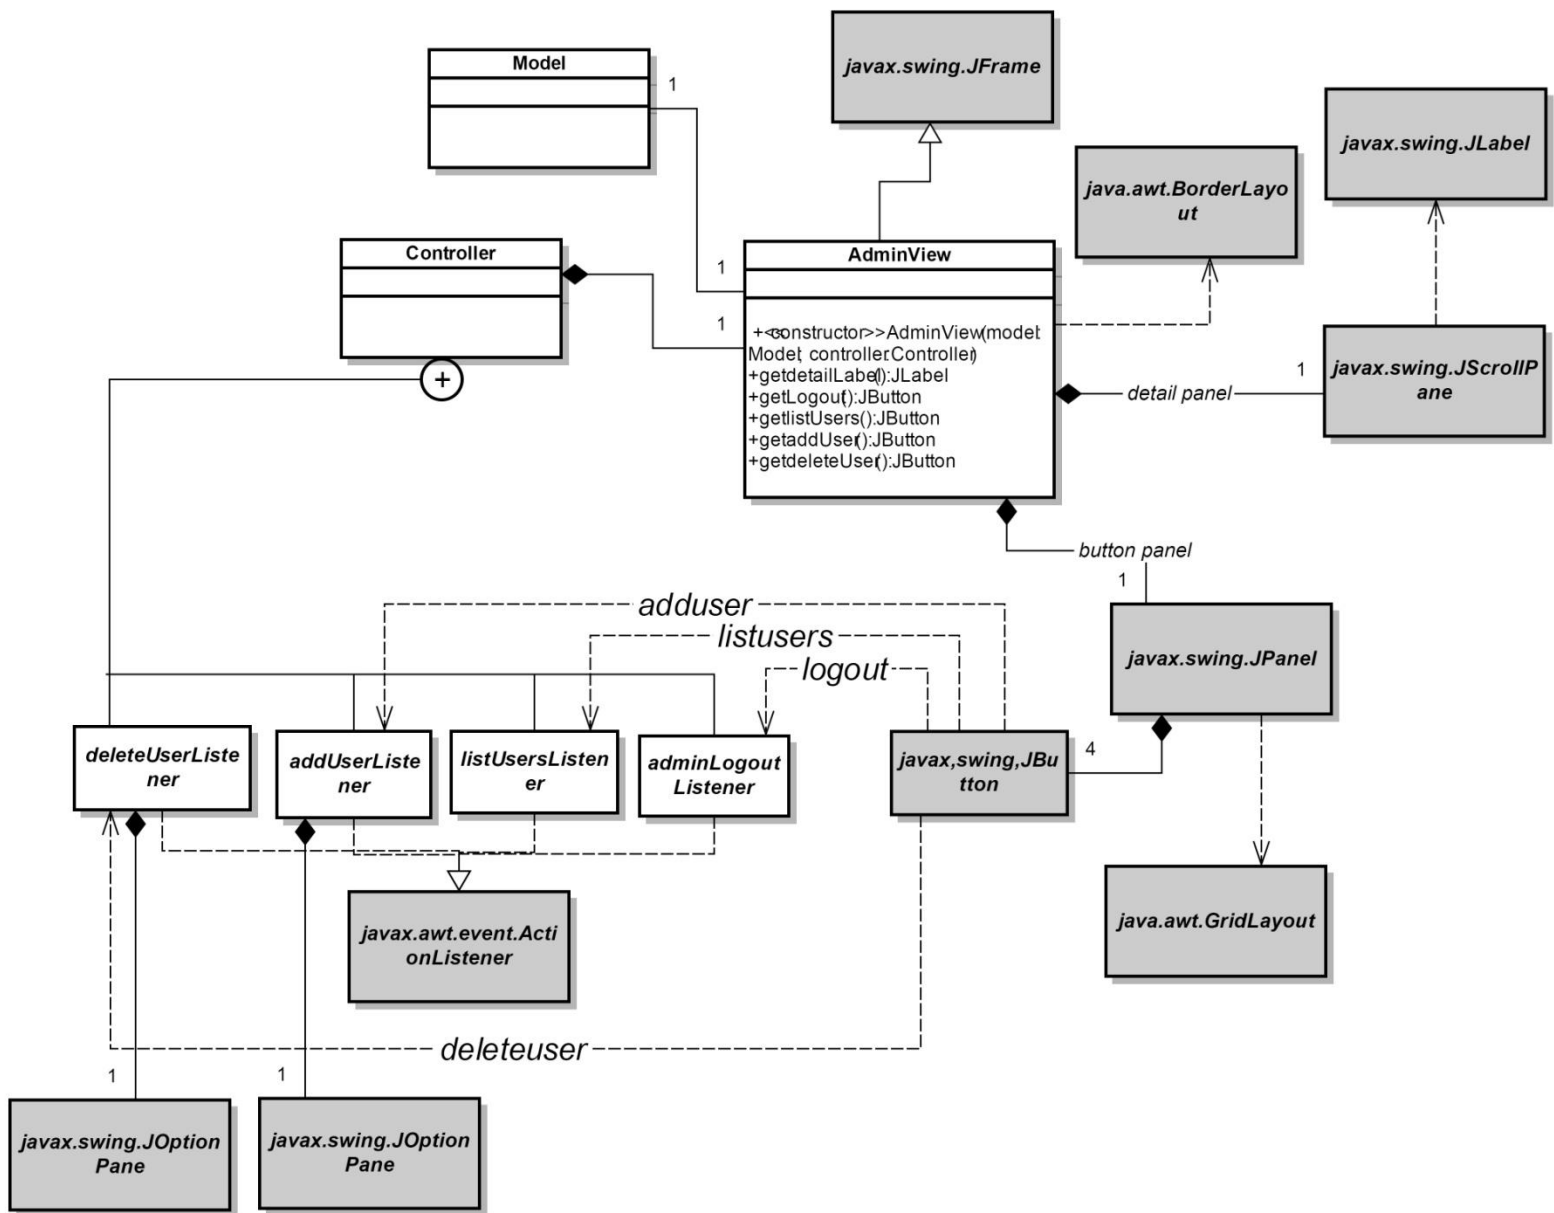 Model
1
javax.swing.JFrame
javax.swing.JLabel
java.awt.BorderLayo
ut
Controller
1
1
AdminView
+<<constructor>>AdminView(model:
Model, controller:Controller)
+getdetailLabel():JLabel
+getLogout():JButton
+getlistUsers():JButton
+getaddUser():JButton
+getdeleteUser():JButton
detail panel
1
javax.swing.JScrollP
ane
+
button panel
1
adduser
listusers
logout
javax.swing.JPanel
deleteUserListe
ner
addUserListe
ner
listUsersListen
er
adminLogout
Listener
javax,swing,JBu
tton
4
javax.awt.event.Acti
onListener
java.awt.GridLayout
deleteuser
1
1
javax.swing.JOption
Pane
javax.swing.JOption
Pane